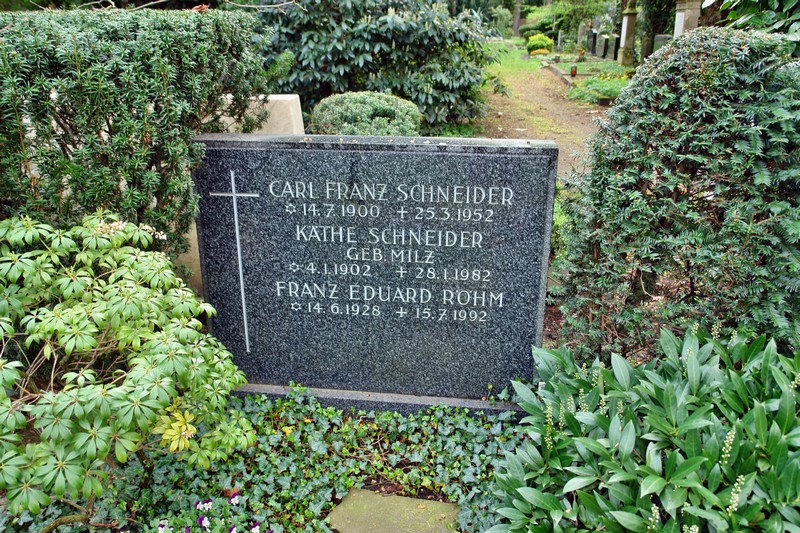 CARL FRANZ SCHNEIDER
✡ 14.7.1900 ✝ 25.3.1952
KÄTHE SCHNEIDER
GEB. MILZ
✡ 4.1.1902 ✝ 28.1.1982
FRANZ EDUARD RÖHM
✡ 14.6.1928 ✝ 15.7.1992